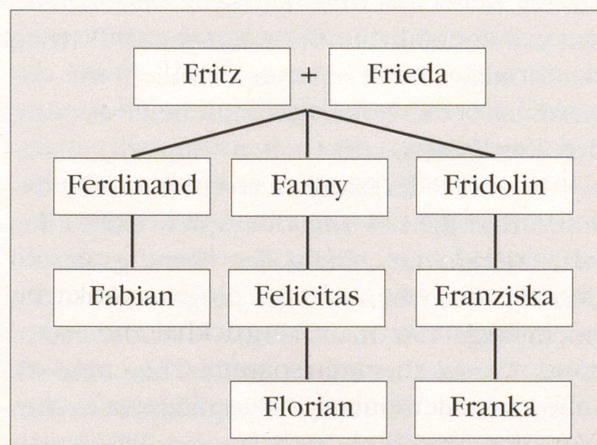 Fritz + Frieda
Ferdinand Fanny Fridolin
Fabian Felicitas Franziska
Florian Franka